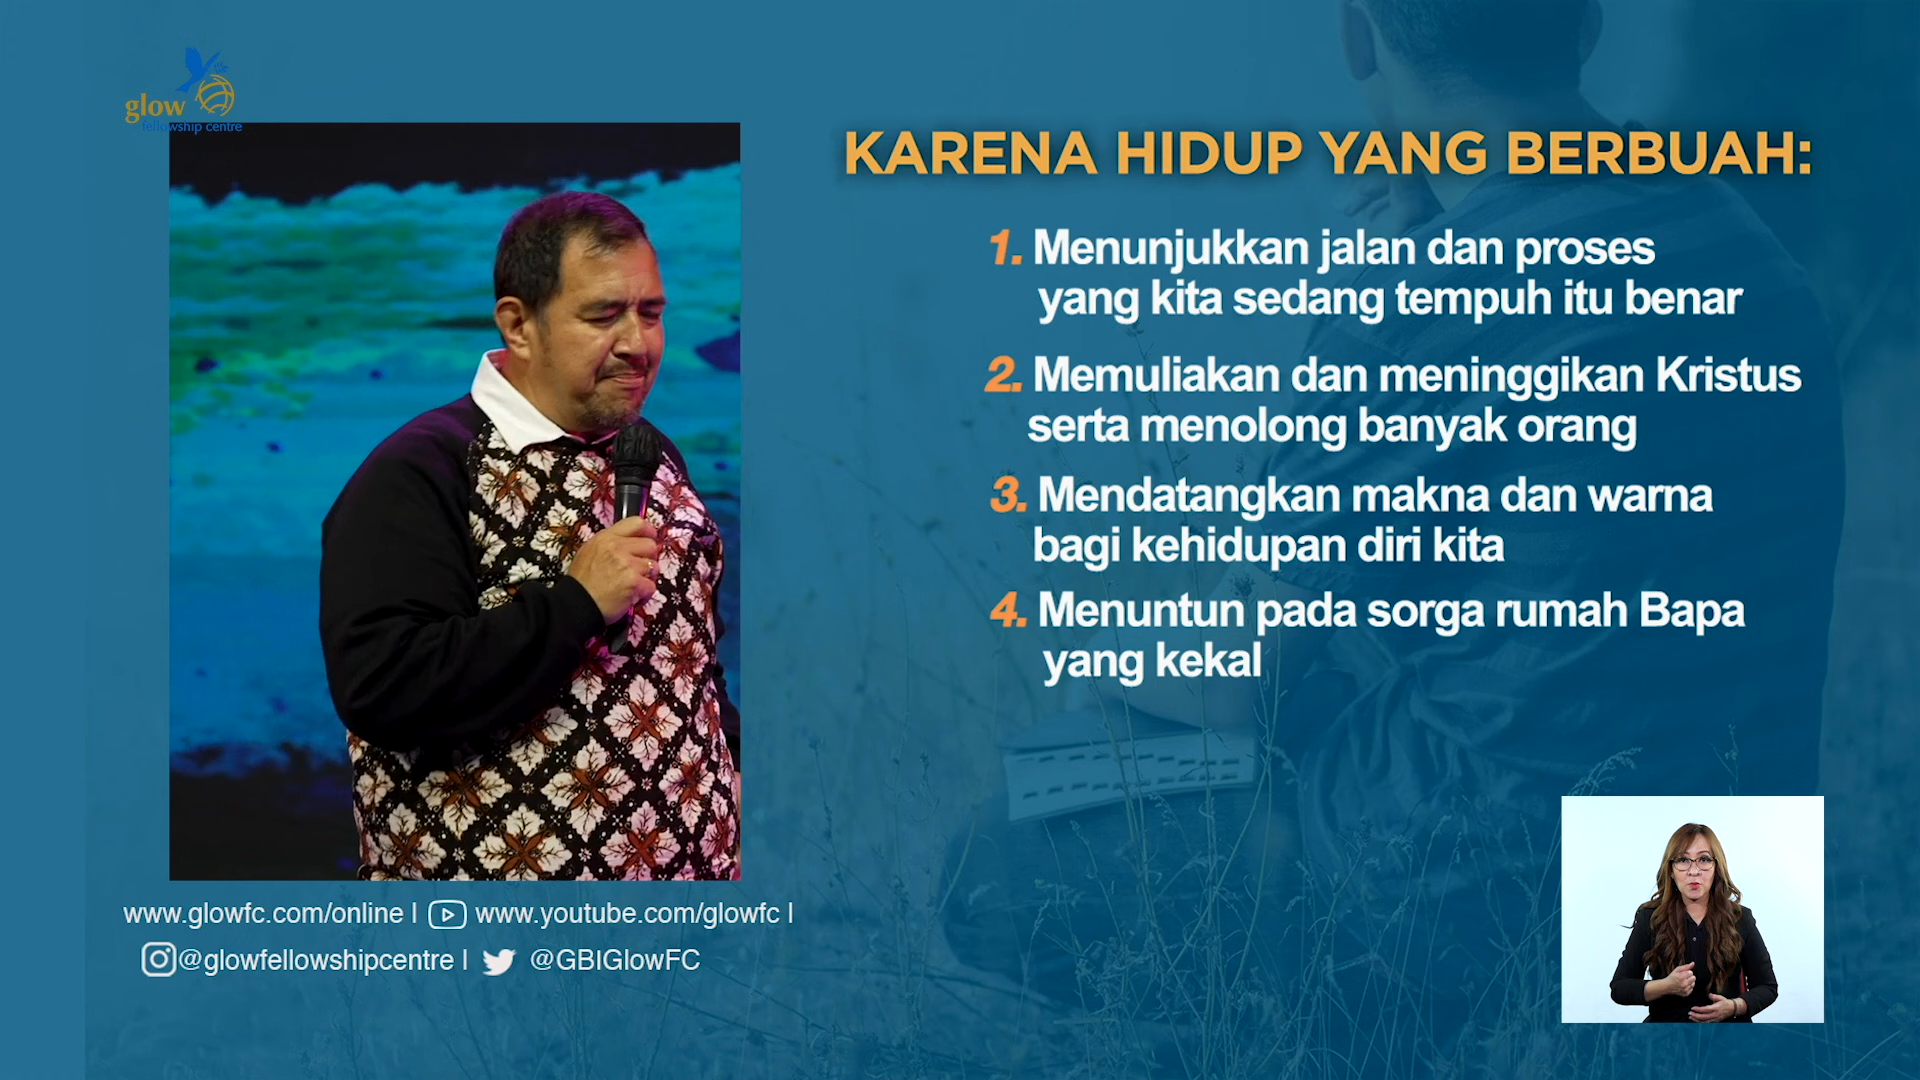 glow
fellowship centre
KARENA HIDUP YANG BERBUAH:
1. Menunjukkan jalan dan proses
yang kita sedang tempuh itu benar
2. Memuliakan dan meninggikan Kristus
serta menolong banyak orang
3. Mendatangkan makna dan warna
bagi kehidupan diri kita
4. Menuntun pada sorga rumah Bapa
yang kekal
www.glowfc.com/online | www.youtube.com/glowfc |
@glowfellowshipcentre | @GBIGlowFC